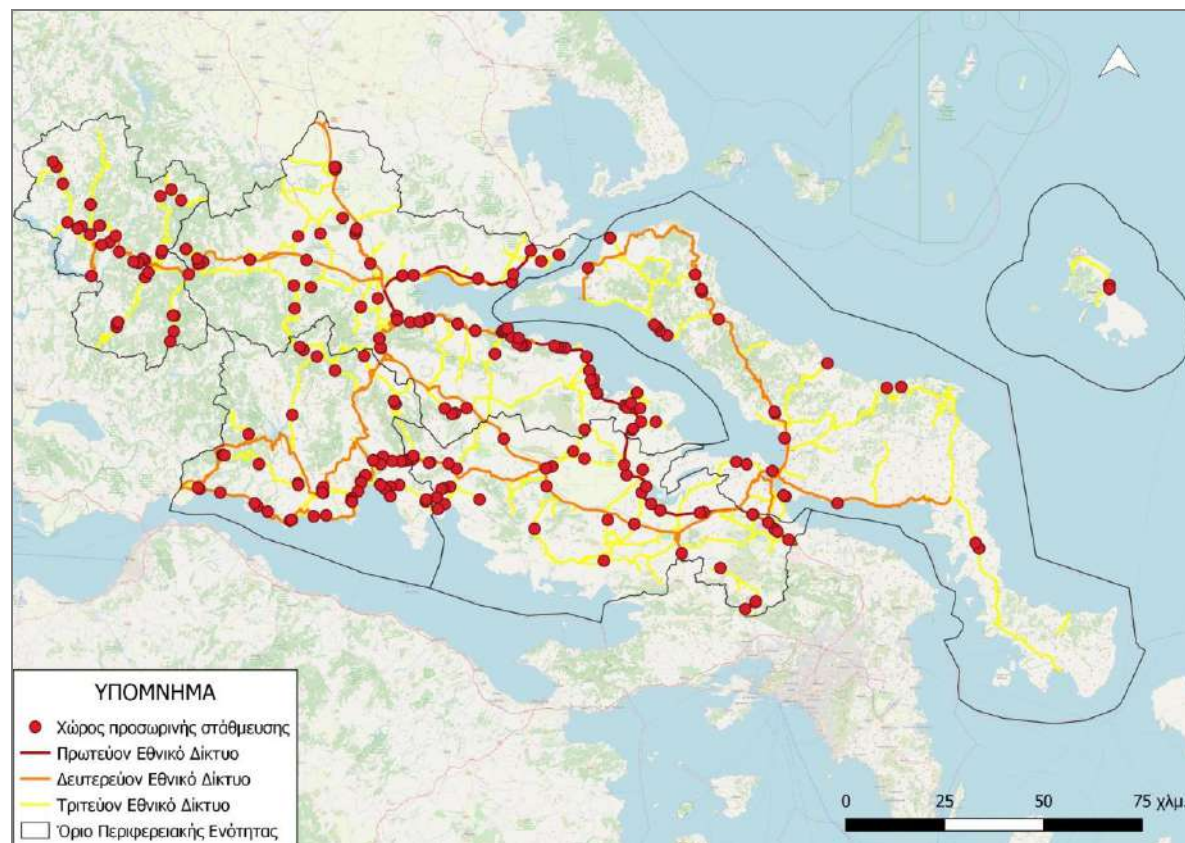 ΥΠΟΜΝΗΜΑ
Χώρος προσωρινής στάθμευσης
Πρωτεύον Εθνικό Δίκτυο
Δευτερεύον Εθνικό Δίκτυο
Τριτεύον Εθνικό Δίκτυο
Όριο Περιφερειακής Ενότητας
0 25 50 75 χλμ.